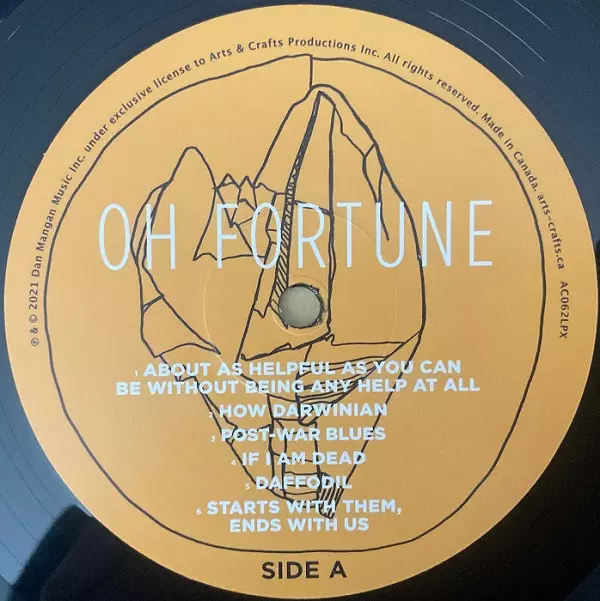 ℗ & © 2021 Dan Mangan Music Inc. under exclusive license to Arts & Crafts Productions Inc. All rights reserved. Made in Canada. arts-crafts.ca AC062LPX
OH FORTUNE
1 ABOUT AS HELPFUL AS YOU CAN
BE WITHOUT BEING ANY HELP AT ALL
2 HOW DARWINIAN
3 POST-WAR BLUES
4 IF I AM DEAD
5 DAFFODIL
6 STARTS WITH THEM,
ENDS WITH US
SIDE A